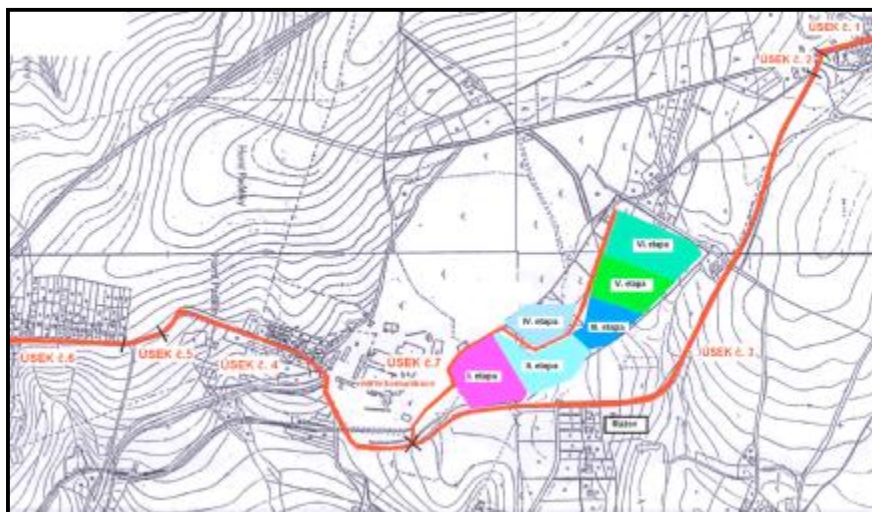 ÚSEK č. 1
ÚSEK č. 2
VI. etapa
V. etapa
IV. etapa
III. etapa
ÚSEK č. 3
ÚSEK č. 7
II. etapa
I. etapa
ÚSEK č. 6
ÚSEK č. 5
ÚSEK č. 4